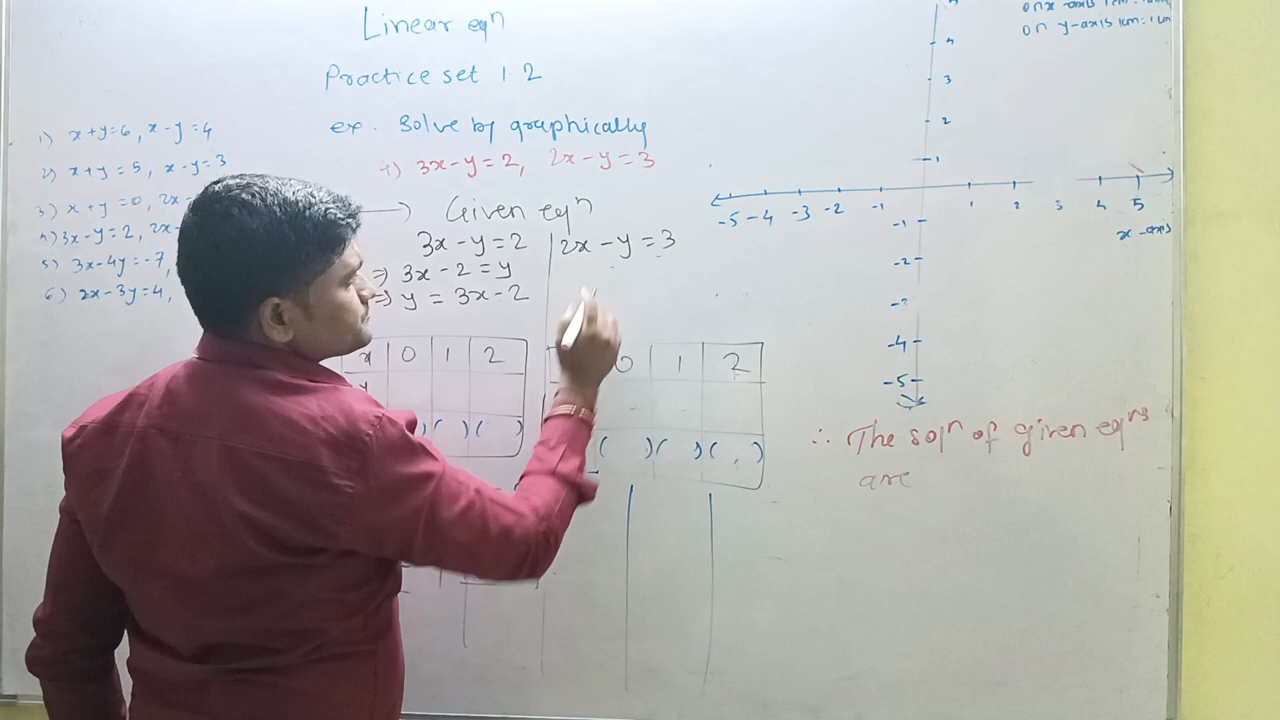 Linear eqn
Practice set 1.2
ex. Solve by graphically
4) 3x-y=2, 2x-y=3
1) x+y=6, x-y=4
2) x+y=5, x-y=3
3) x+y=0, 2x-
4) 3x-y=2, 2x-
5) 3x-4y=-7,
6) 2x-3y=4,
→ Given eqn
3x-y=2 | 2x-y=3
⇒ 3x-2=y
⇒ y = 3x-2
x 0 1 2
y
) ( ) ( )
0 1 2
( ) ( ) ( , )
on x-axis 1cm
on y-axis 1cm=1cm
4
3
2
1
-5 -4 -3 -2 -1 1 2 3 4 5
x-axis
-1
-2
-4
-5
∴ The soln of given eqns
are